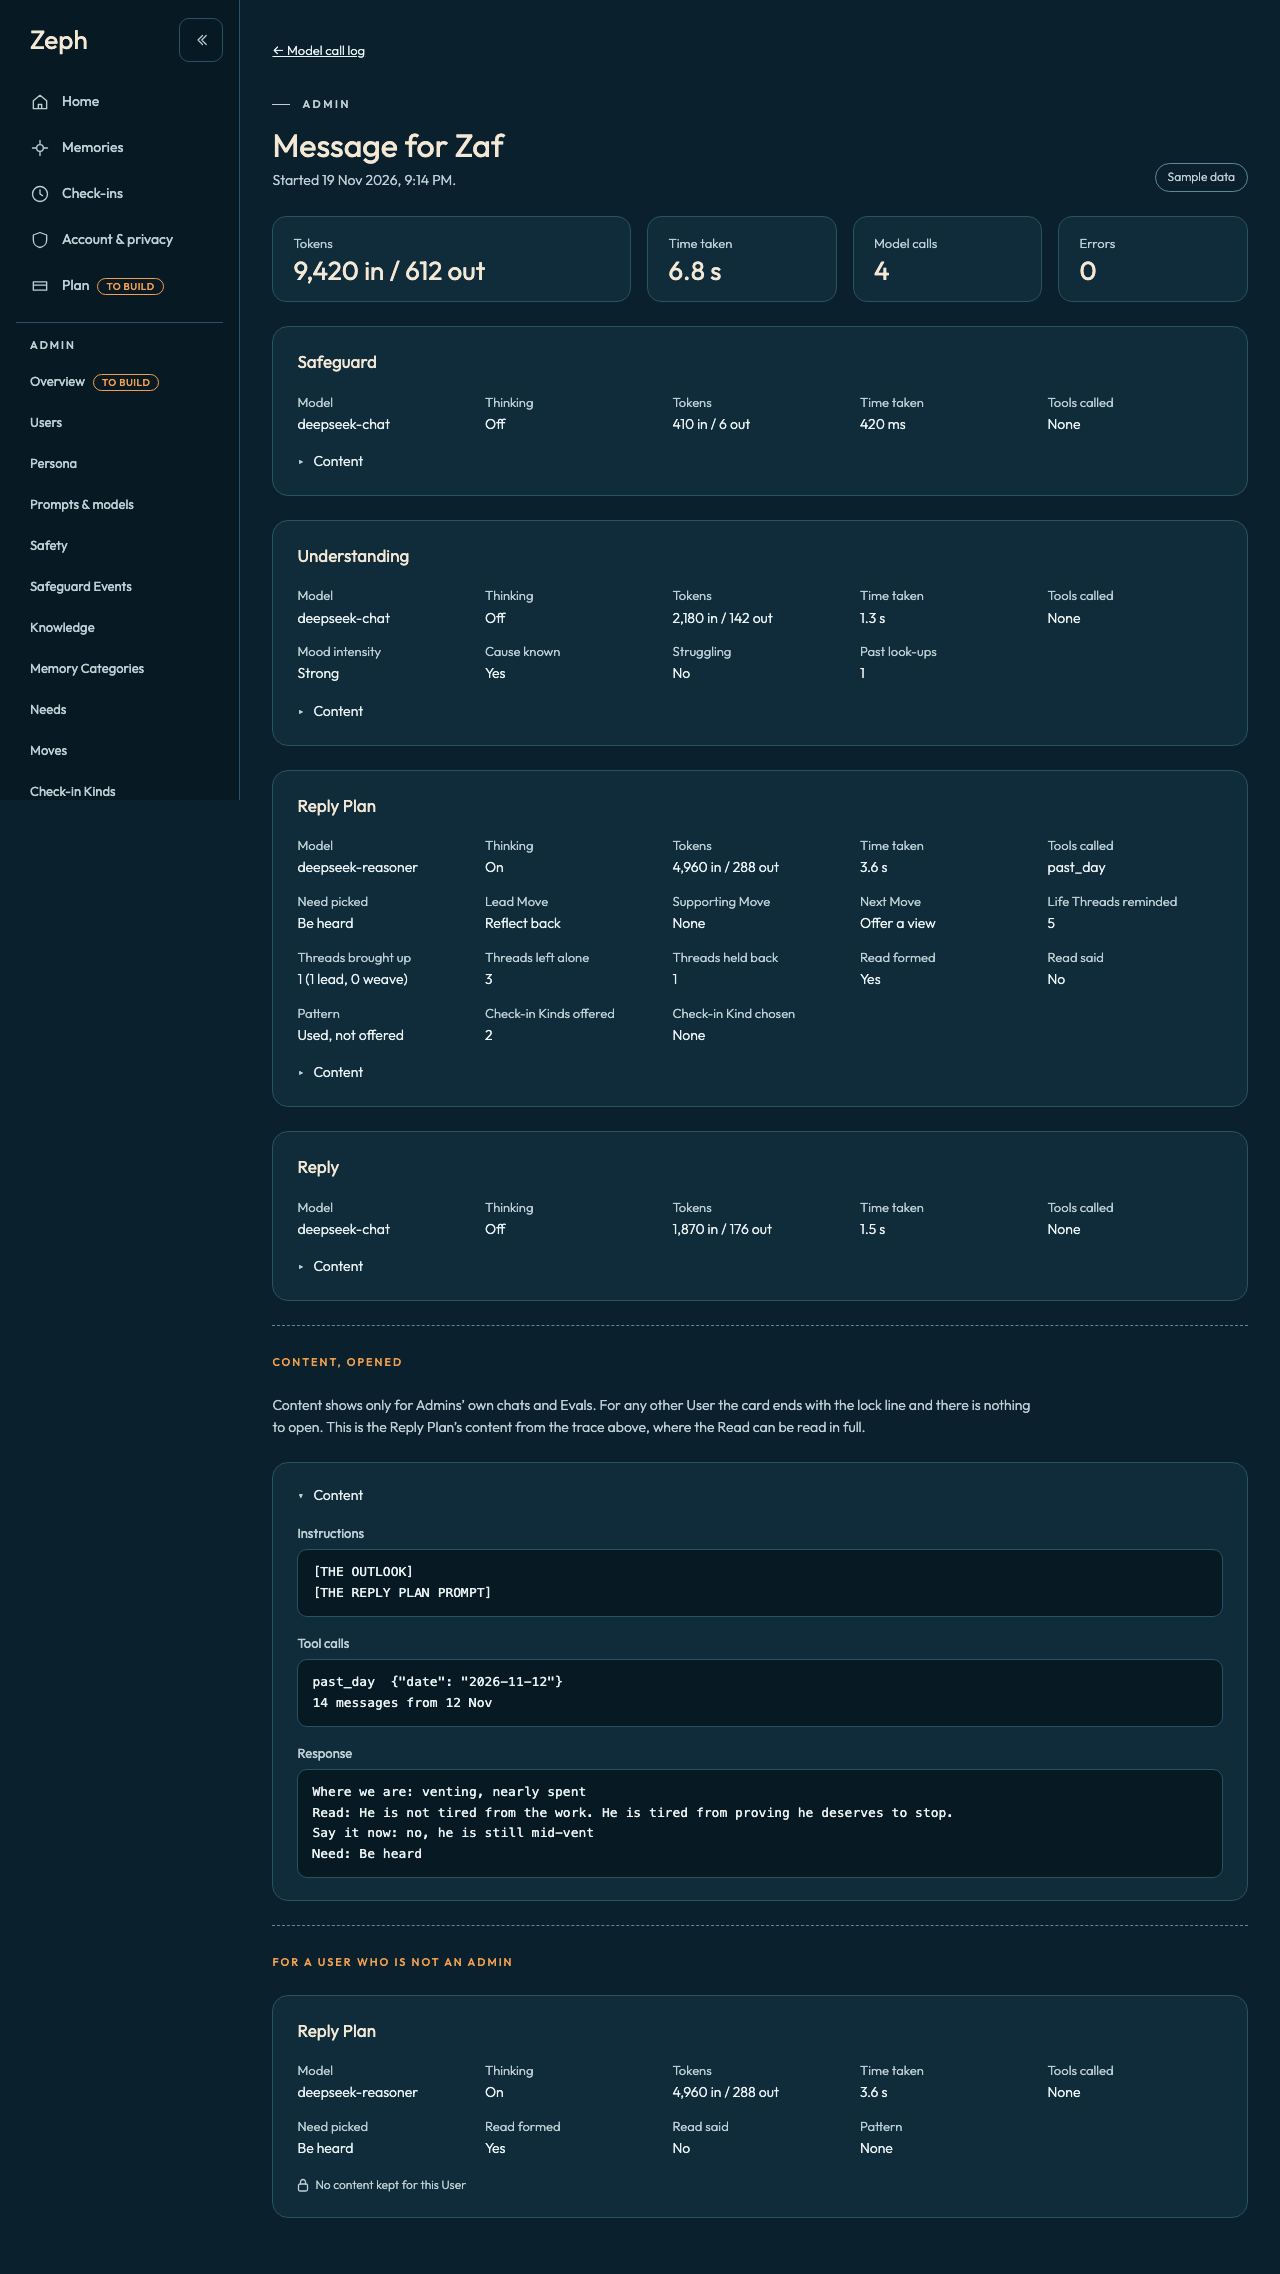 Zeph
Home
Memories
Check-ins
Account & privacy
Plan TO BUILD
ADMIN
Overview TO BUILD
Users
Persona
Prompts & models
Safety
Safeguard Events
Knowledge
Memory Categories
Needs
Moves
Check-in Kinds
← Model call log
ADMIN
Message for Zaf
Started 19 Nov 2026, 9:14 PM.
Sample data
Tokens
9,420 in / 612 out
Time taken
6.8 s
Model calls
4
Errors
0
Safeguard
Model Thinking Tokens Time taken Tools called
deepseek-chat Off 410 in / 6 out 420 ms None
Content
Understanding
Model Thinking Tokens Time taken Tools called
deepseek-chat Off 2,180 in / 142 out 1.3 s None
Mood intensity Cause known Struggling Past look-ups
Strong Yes No 1
Content
Reply Plan
Model Thinking Tokens Time taken Tools called
deepseek-reasoner On 4,960 in / 288 out 3.6 s past_day
Need picked Lead Move Supporting Move Next Move Life Threads reminded
Be heard Reflect back None Offer a view 5
Threads brought up Threads left alone Threads held back Read formed Read said
1 (1 lead, 0 weave) 3 1 Yes No
Pattern Check-in Kinds offered Check-in Kind chosen
Used, not offered 2 None
Content
Reply
Model Thinking Tokens Time taken Tools called
deepseek-chat Off 1,870 in / 176 out 1.5 s None
Content
CONTENT, OPENED
Content shows only for Admins’ own chats and Evals. For any other User the card ends with the lock line and there is nothing
to open. This is the Reply Plan’s content from the trace above, where the Read can be read in full.
Content
Instructions
[THE OUTLOOK]
[THE REPLY PLAN PROMPT]
Tool calls
past_day  {"date": "2026-11-12"}
14 messages from 12 Nov
Response
Where we are: venting, nearly spent
Read: He is not tired from the work. He is tired from proving he deserves to stop.
Say it now: no, he is still mid-vent
Need: Be heard
FOR A USER WHO IS NOT AN ADMIN
Reply Plan
Model Thinking Tokens Time taken Tools called
deepseek-reasoner On 4,960 in / 288 out 3.6 s None
Need picked Read formed Read said Pattern
Be heard Yes No None
No content kept for this User